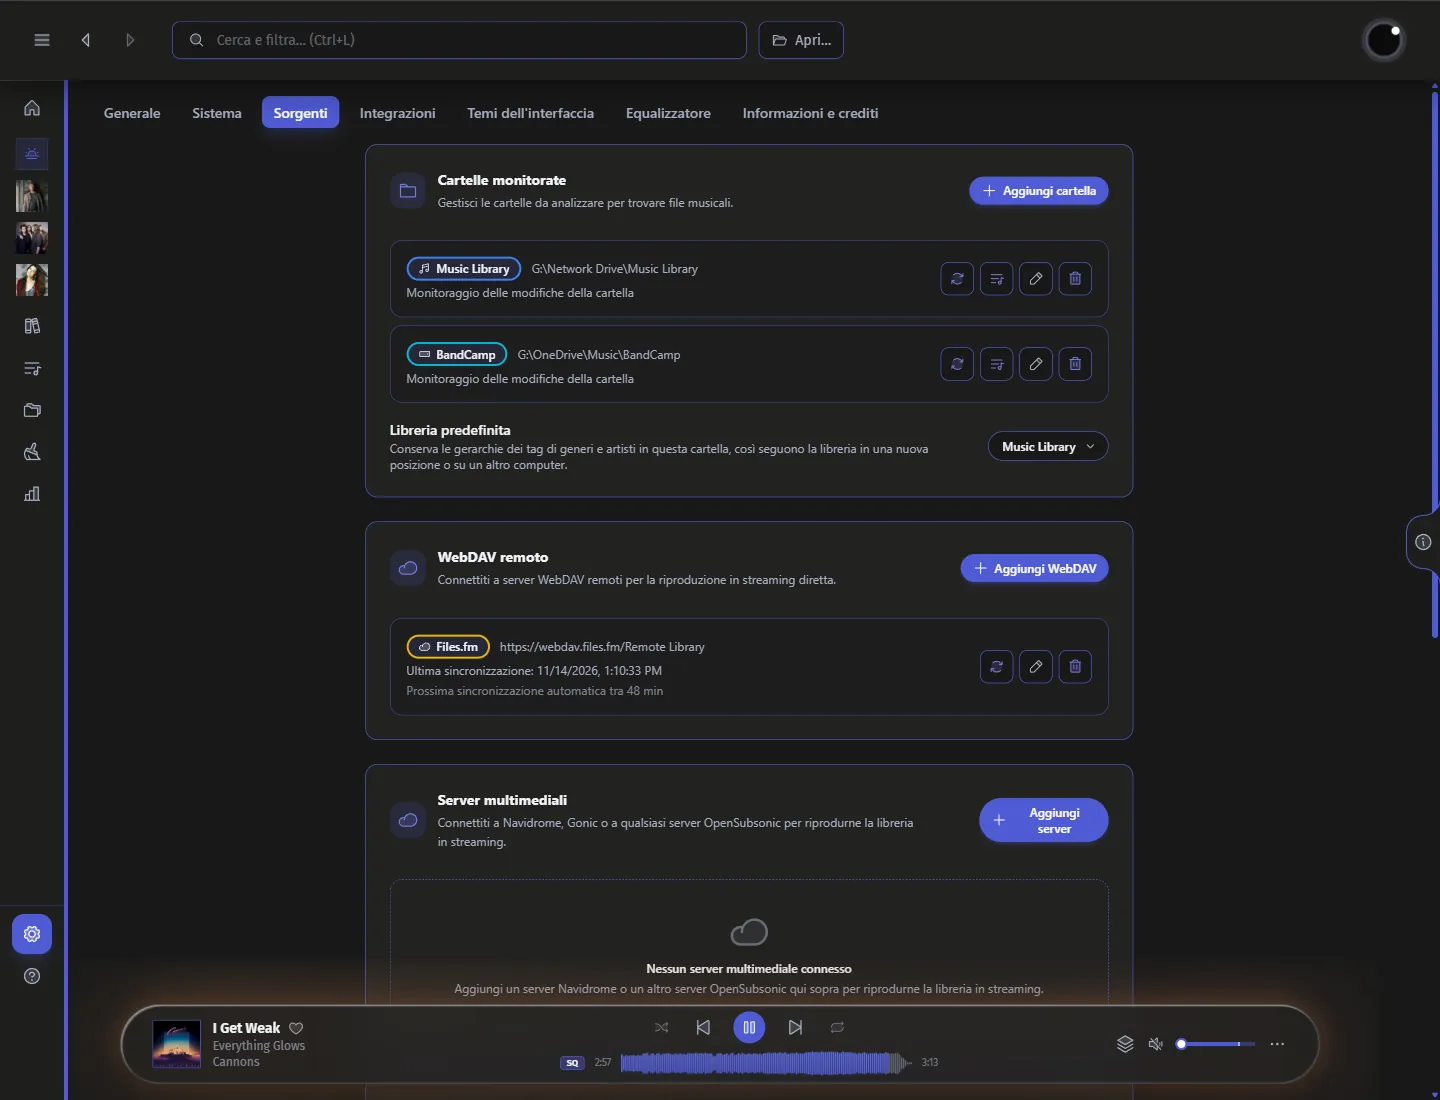 Cerca e filtra... (Ctrl+L)
Apri...
Generale
Sistema
Sorgenti
Integrazioni
Temi dell'interfaccia
Equalizzatore
Informazioni e crediti
Cartelle monitorate
Gestisci le cartelle da analizzare per trovare file musicali.
Aggiungi cartella
Music Library
G:\Network Drive\Music Library
Monitoraggio delle modifiche della cartella
BandCamp
G:\OneDrive\Music\BandCamp
Monitoraggio delle modifiche della cartella
Libreria predefinita
Conserva le gerarchie dei tag di generi e artisti in questa cartella, così seguono la libreria in una nuova
posizione o su un altro computer.
Music Library
WebDAV remoto
Connettiti a server WebDAV remoti per la riproduzione in streaming diretta.
Aggiungi WebDAV
Files.fm
https://webdav.files.fm/Remote Library
Ultima sincronizzazione: 11/14/2026, 1:10:33 PM
Prossima sincronizzazione automatica tra 48 min
Server multimediali
Connettiti a Navidrome, Gonic o a qualsiasi server OpenSubsonic per riprodurne la libreria
in streaming.
Aggiungi
server
Nessun server multimediale connesso
Aggiungi un server Navidrome o un altro server OpenSubsonic qui sopra per riprodurne la libreria in streaming.
I Get Weak
Everything Glows
Cannons
SQ
2:57
3:13